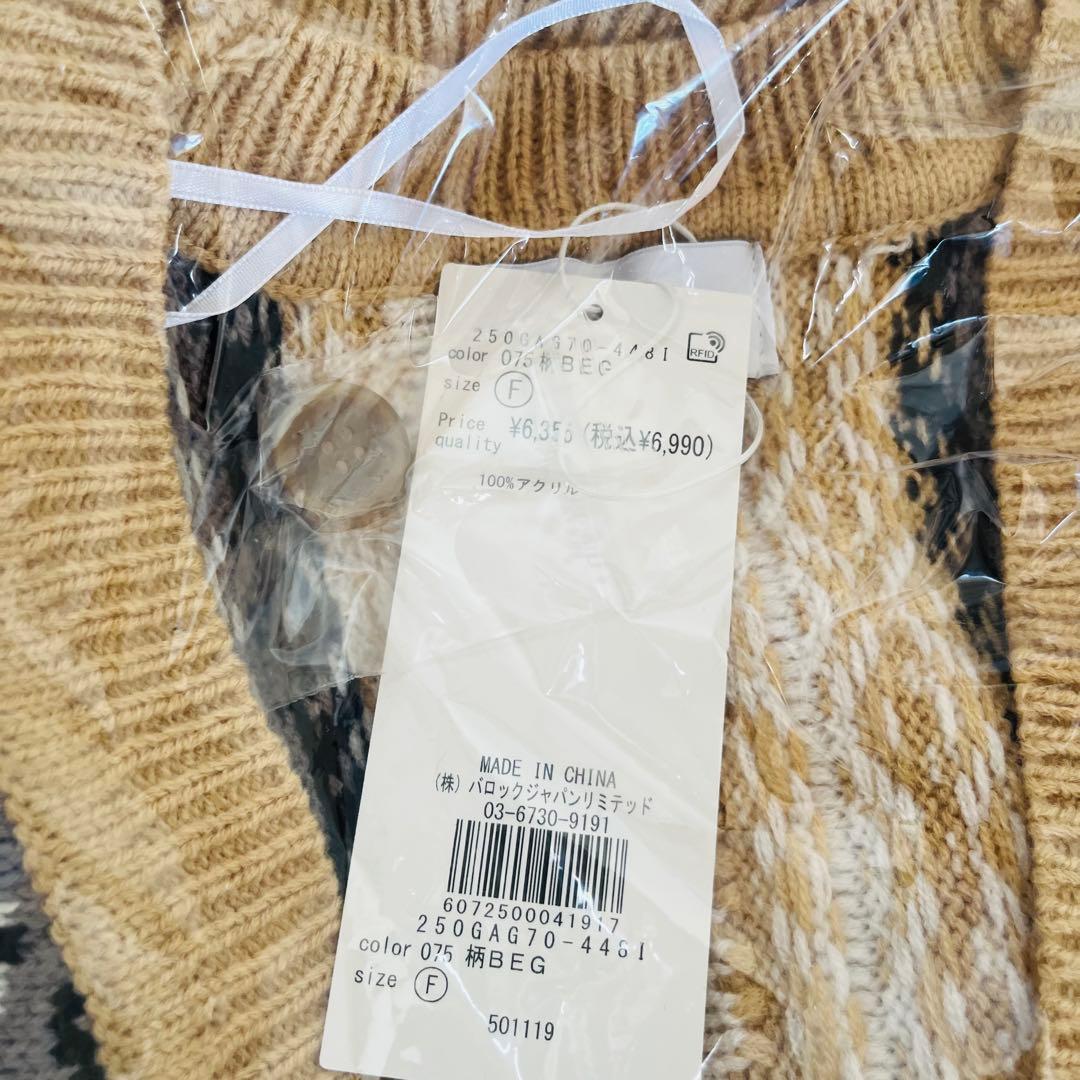 250GAG70-448I
RFID
color 075 柄BEG
size F
Price ¥6,355 (税込¥6,990)
quality
100%アクリル
MADE IN CHINA
(株) バロックジャパンリミテッド
03-6730-9191
6072500041917
250GAG70-448I
color 075 柄BEG
size F
501119